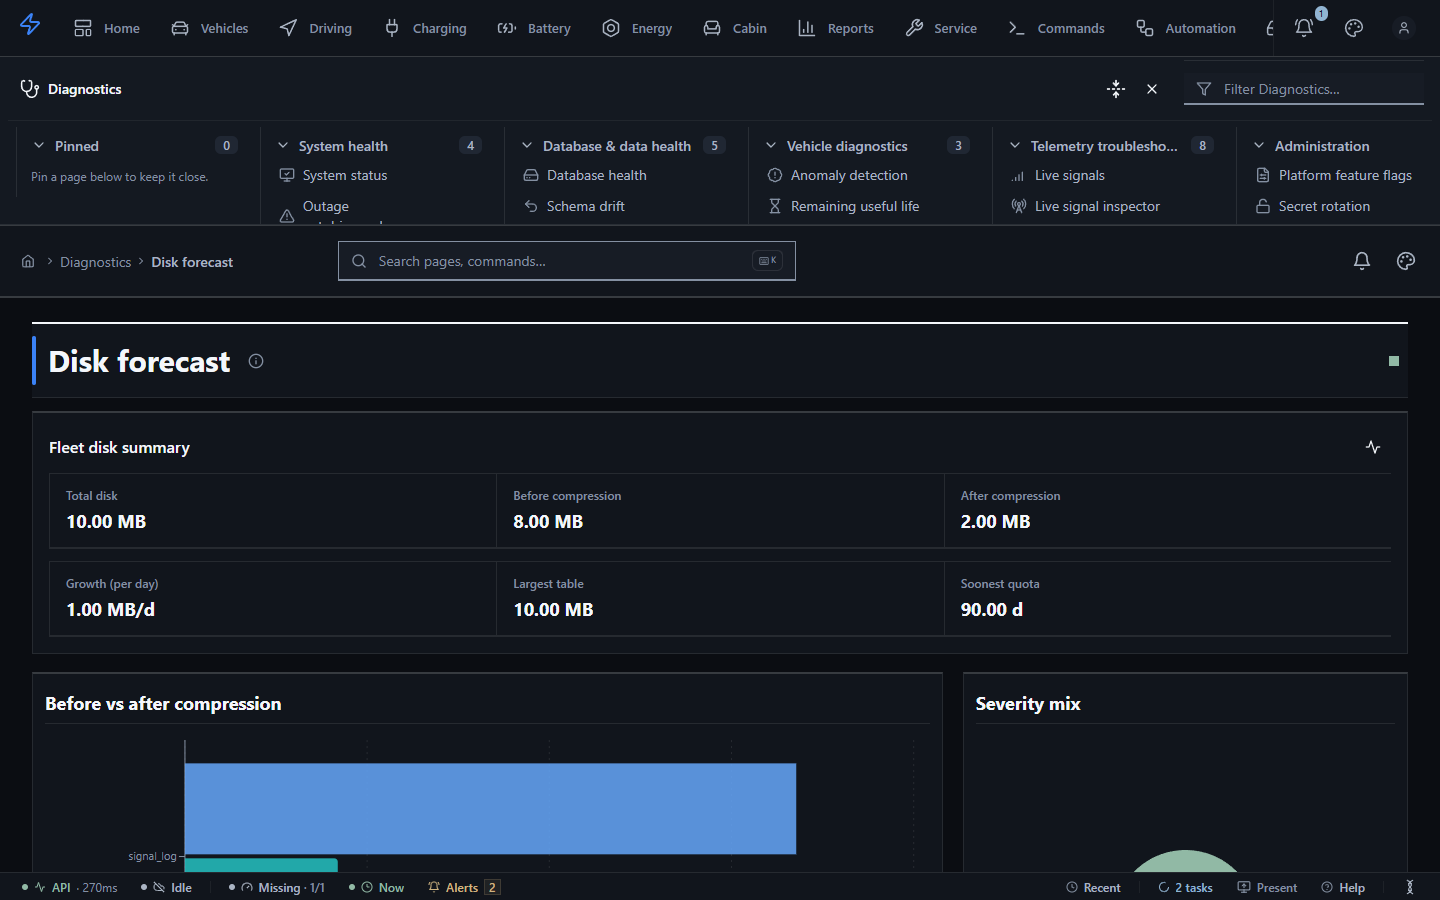 Home
Vehicles
Driving
Charging
Battery
Energy
Cabin
Reports
Service
Commands
Automation
1
Diagnostics
Filter Diagnostics...
Pinned
0
Pin a page below to keep it close.
System health
4
System status
Outage
Database & data health
5
Database health
Schema drift
Vehicle diagnostics
3
Anomaly detection
Remaining useful life
Telemetry troublesho...
8
Live signals
Live signal inspector
Administration
Platform feature flags
Secret rotation
Diagnostics
Disk forecast
Search pages, commands...
K
Disk forecast
Fleet disk summary
Total disk
10.00 MB
Before compression
8.00 MB
After compression
2.00 MB
Growth (per day)
1.00 MB/d
Largest table
10.00 MB
Soonest quota
90.00 d
Before vs after compression
signal_log
Severity mix
API · 270ms
Idle
Missing · 1/1
Now
Alerts 2
Recent
2 tasks
Present
Help